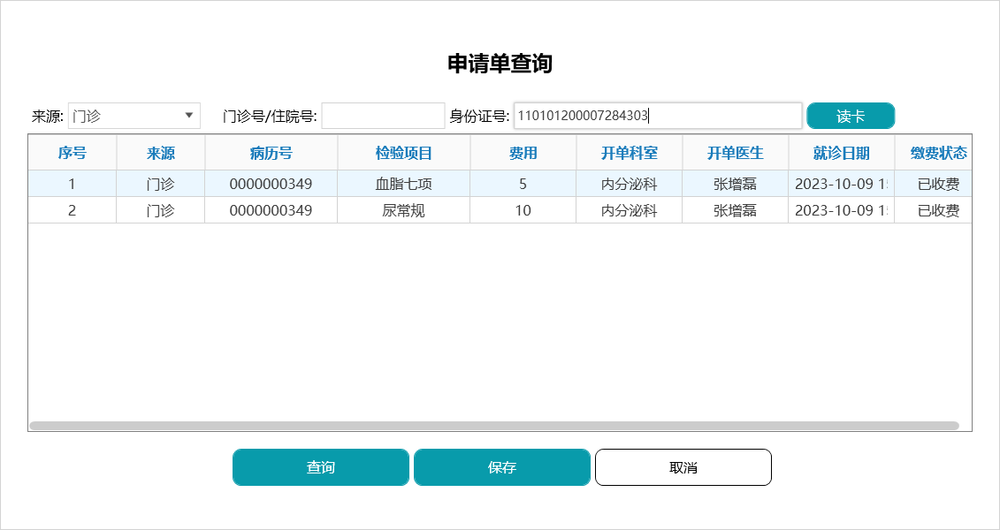 申请单查询
来源: 门诊 门诊号/住院号: 身份证号: 110101200007284303 读卡
序号 来源 病历号 检验项目 费用 开单科室 开单医生 就诊日期 缴费状态
1 门诊 0000000349 血脂七项 5 内分泌科 张增磊 2023-10-09 1 已收费
2 门诊 0000000349 尿常规 10 内分泌科 张增磊 2023-10-09 1 已收费
查询 保存 取消